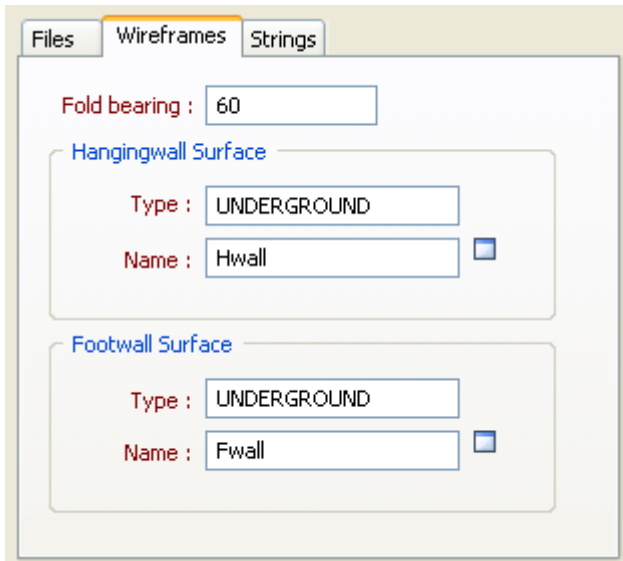 Files Wireframes Strings
Fold bearing : 60
Hangingwall Surface
Type : UNDERGROUND
Name : Hwall
Footwall Surface
Type : UNDERGROUND
Name : Fwall